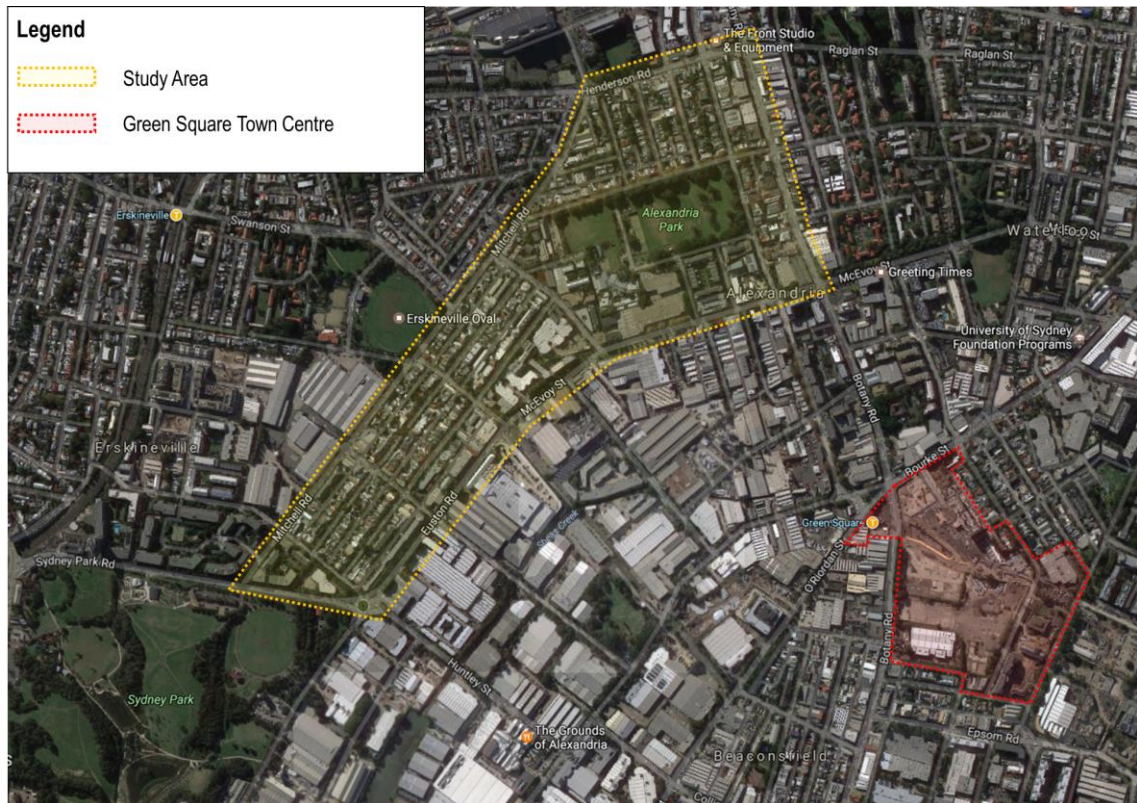 Legend
Study Area
Green Square Town Centre
The Front Studio
& Equipment
Raglan St
Raglan St
Henderson Rd
Erskineville
Swanson St
Mitchell Rd
Alexandria
Park
Waterloo
McEvoy St
Greeting Times
Alexandria
Erskineville Oval
University of Sydney
Foundation Programs
McEvoy St
Botany Rd
Erskineville
Bourke St
Mitchell Rd
Euston Rd
Green Square
Sydney Park Rd
O'Riordan St
Botany Rd
Huntley St
Sydney Park
The Grounds
of Alexandria
Epsom Rd
Beaconsfield